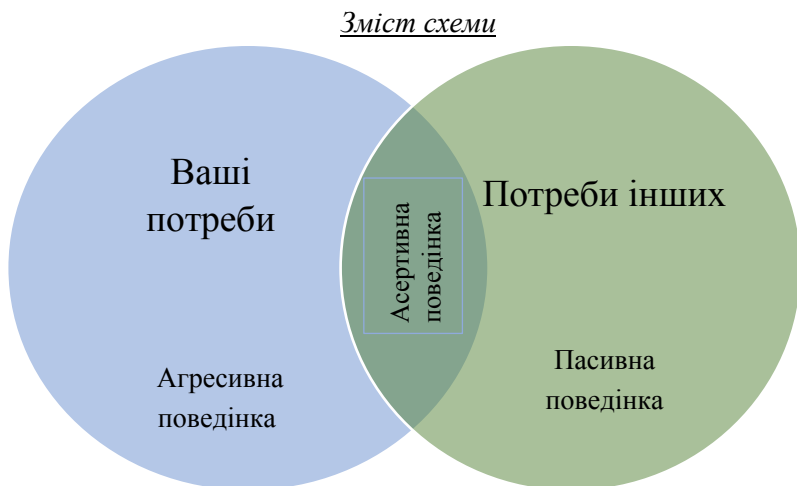 Зміст схеми
Ваші
потреби
Потреби інших
Асертивна
поведінка
Агресивна
поведінка
Пасивна
поведінка